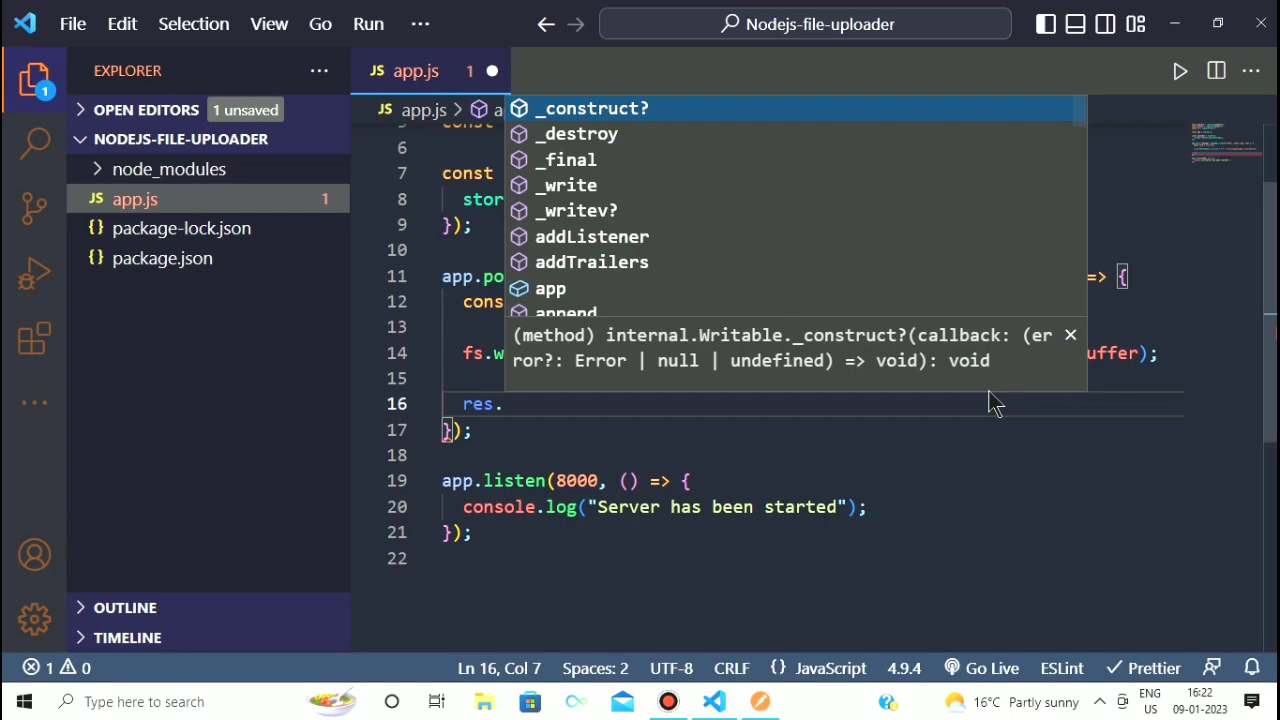 File Edit Selection View Go Run ··· Nodejs-file-uploader
EXPLORER ···
OPEN EDITORS 1 unsaved
NODEJS-FILE-UPLOADER
node_modules
JS app.js 1
{} package-lock.json
{} package.json
OUTLINE
TIMELINE
JS app.js 1
JS app.js > a
_construct?
_destroy
_final
_write
_writev?
addListener
addTrailers
app
append
(method) internal.Writable._construct?(callback: (er
ror?: Error | null | undefined) => void): void
5 const
6
7 const
8 stor
9 });
10
11 app.po => {
12 cons
13
14 fs.w uffer);
15
16 res.
17 });
18
19 app.listen(8000, () => {
20 console.log("Server has been started");
21 });
22
1 0 Ln 16, Col 7 Spaces: 2 UTF-8 CRLF {} JavaScript 4.9.4 Go Live ESLint Prettier
Type here to search 16°C Partly sunny ENG US 16:22 09-01-2023